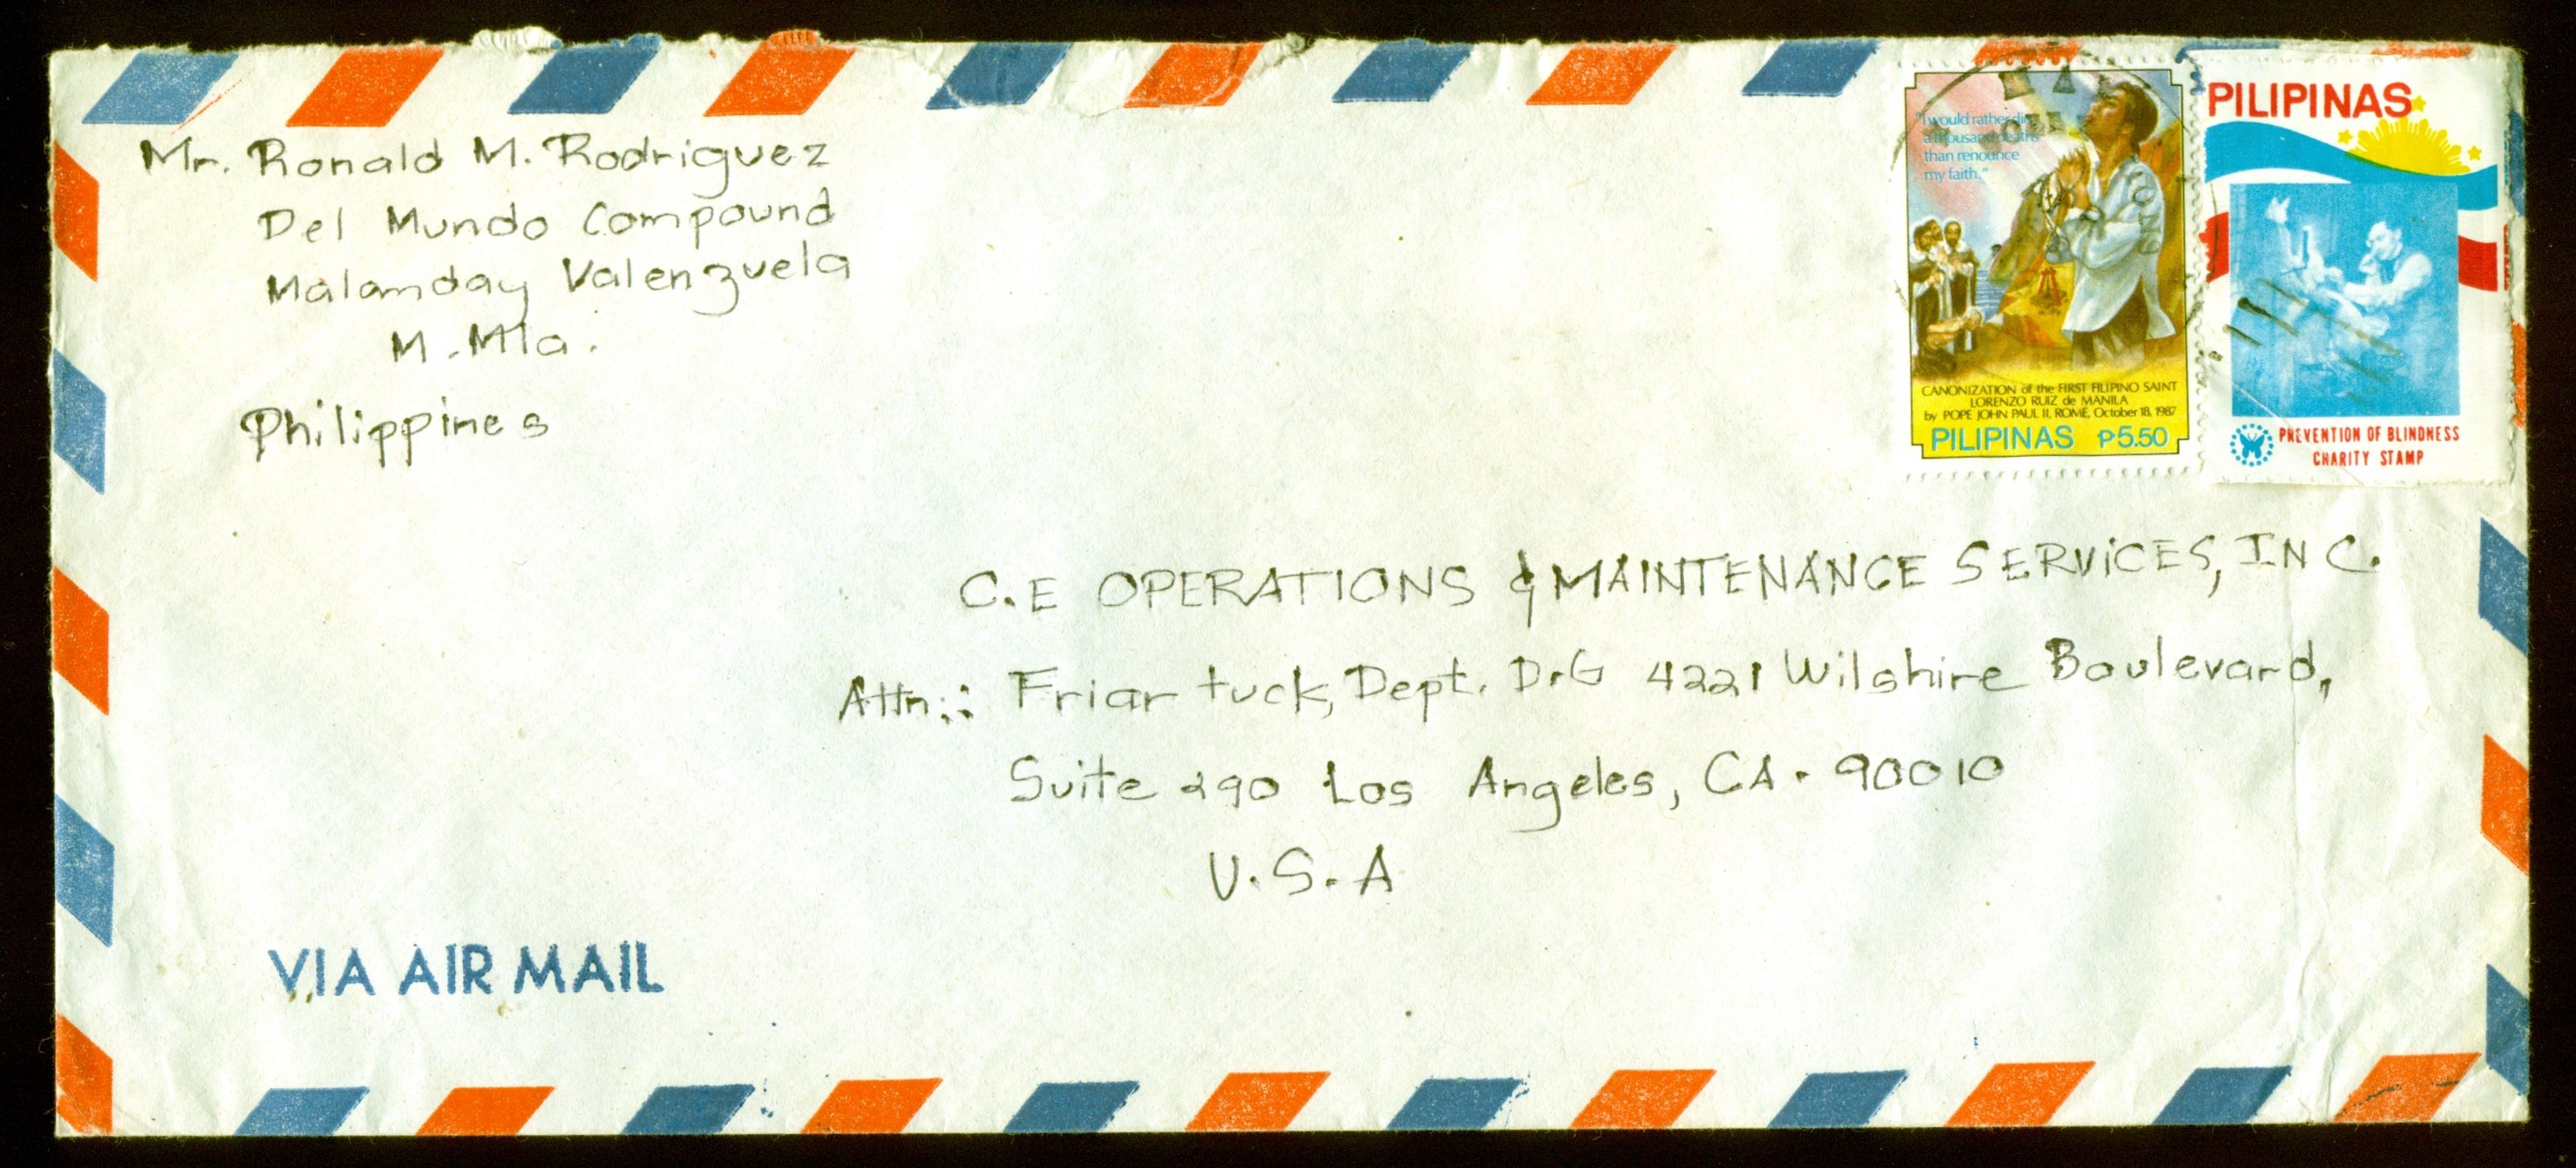 Mr. Ronald M. Rodriguez
Del Mundo Compound
Malanday Valenzuela
M. Mla.
Philippines
"I would rather die
a thousand deaths
than renounce
my faith."
CANONIZATION of the FIRST FILIPINO SAINT
LORENZO RUIZ de MANILA
by POPE JOHN PAUL II, ROME, October 18, 1987
PILIPINAS ₱5.50
PILIPINAS
PREVENTION OF BLINDNESS
CHARITY STAMP
C.E OPERATIONS & MAINTENANCE SERVICES, INC.
Attn.: Friar tuck, Dept. D.G 4221 Wilshire Boulevard,
Suite 290 Los Angeles, CA. 90010
U.S.A
VIA AIR MAIL